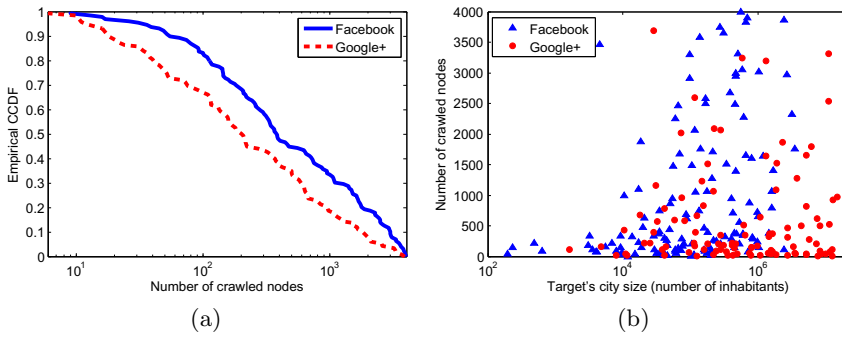 1
0.9
0.8
0.7
0.6
0.5
0.4
0.3
0.2
0.1
0
Empirical CCDF
10^1
10^2
10^3
Number of crawled nodes
Facebook
Google+
(a)
4000
3500
3000
2500
2000
1500
1000
500
0
Number of crawled nodes
10^2
10^4
10^6
Target's city size (number of inhabitants)
Facebook
Google+
(b)